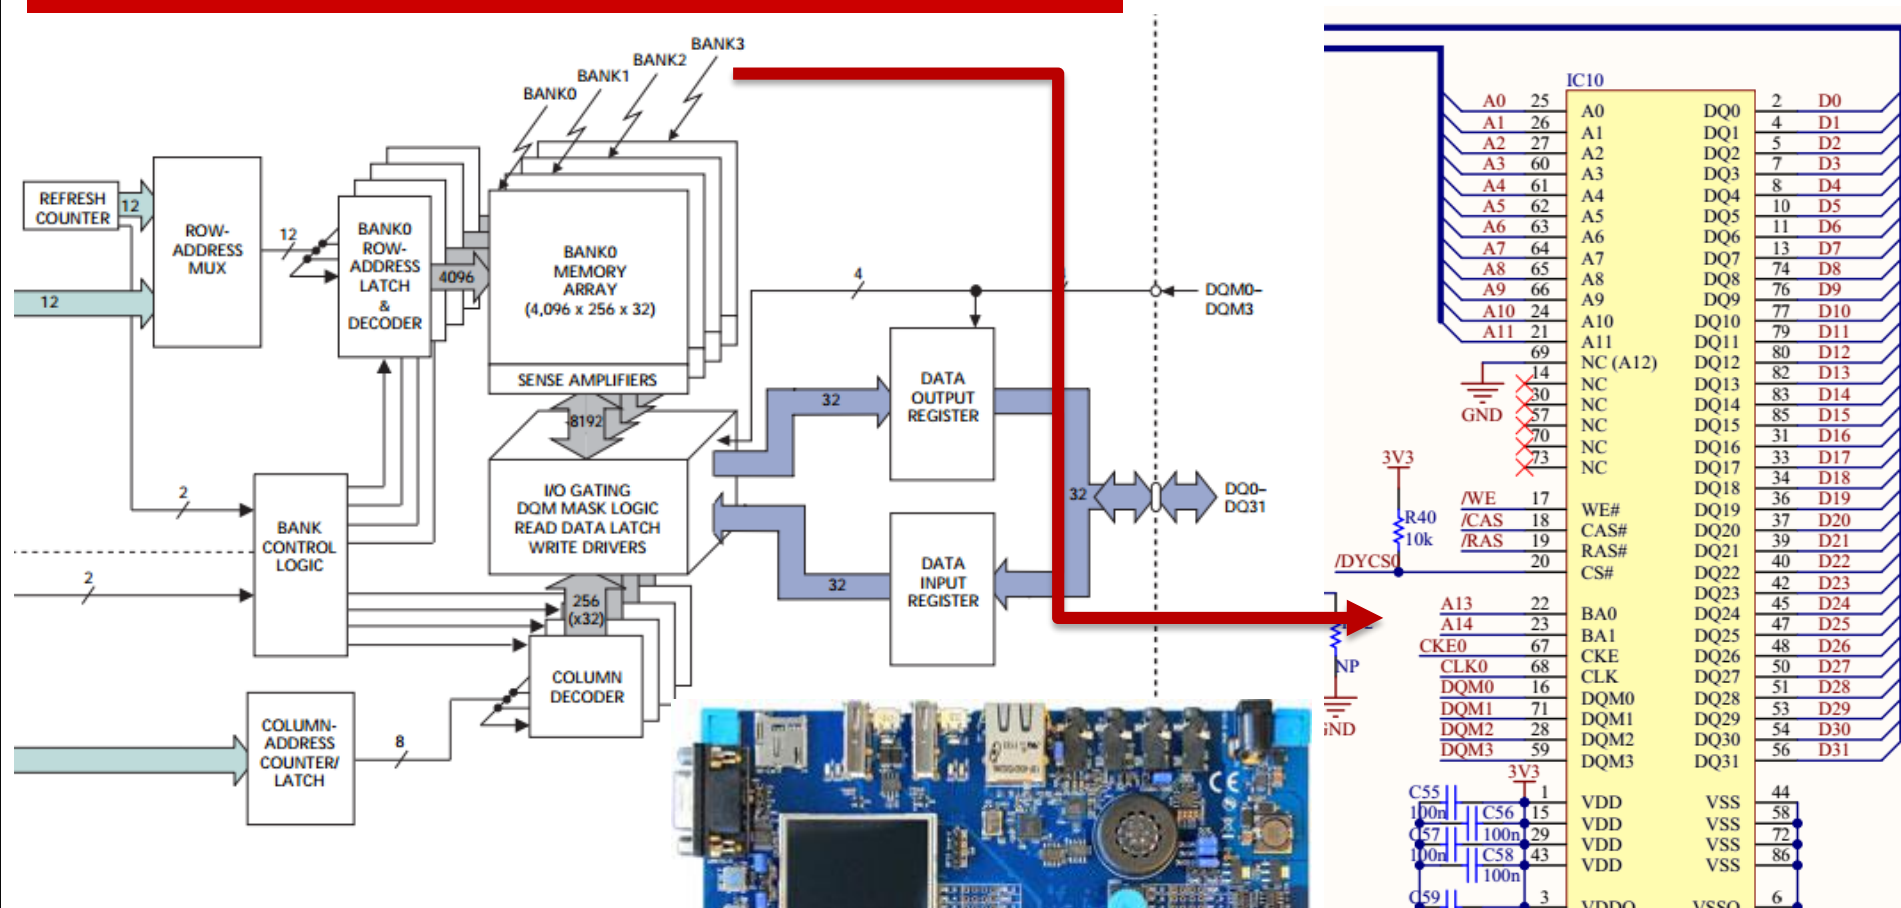 BANK3
BANK2
BANK1
BANK0
REFRESH
COUNTER
12
12
ROW-
ADDRESS
MUX
12
BANK0
ROW-
ADDRESS
LATCH
&
DECODER
4096
BANK0
MEMORY
ARRAY
(4,096 x 256 x 32)
SENSE AMPLIFIERS
8192
I/O GATING
DQM MASK LOGIC
READ DATA LATCH
WRITE DRIVERS
2
2
BANK
CONTROL
LOGIC
256
(x32)
COLUMN
DECODER
COLUMN-
ADDRESS
COUNTER/
LATCH
8
4
DQM0–
DQM3
32
DATA
OUTPUT
REGISTER
32
DATA
INPUT
REGISTER
32
DQ0–
DQ31
CE
IC10
A0 25 A0 DQ0 2 D0
A1 26 A1 DQ1 4 D1
A2 27 A2 DQ2 5 D2
A3 60 A3 DQ3 7 D3
A4 61 A4 DQ4 8 D4
A5 62 A5 DQ5 10 D5
A6 63 A6 DQ6 11 D6
A7 64 A7 DQ7 13 D7
A8 65 A8 DQ8 74 D8
A9 66 A9 DQ9 76 D9
A10 24 A10 DQ10 77 D10
A11 21 A11 DQ11 79 D11
69 NC (A12) DQ12 80 D12
14 NC DQ13 82 D13
30 NC DQ14 83 D14
57 NC DQ15 85 D15
70 NC DQ16 31 D16
73 NC DQ17 33 D17
DQ18 34 D18
/WE 17 WE# DQ19 36 D19
/CAS 18 CAS# DQ20 37 D20
/RAS 19 RAS# DQ21 39 D21
/DYCS0 20 CS# DQ22 40 D22
DQ23 42 D23
A13 22 BA0 DQ24 45 D24
A14 23 BA1 DQ25 47 D25
CKE0 67 CKE DQ26 48 D26
CLK0 68 CLK DQ27 50 D27
DQM0 16 DQM0 DQ28 51 D28
DQM1 71 DQM1 DQ29 53 D29
DQM2 28 DQM2 DQ30 54 D30
DQM3 59 DQM3 DQ31 56 D31
GND
3V3
R40
10k
NP
GND
3V3
C55
100n
C56
100n
C57
100n
C58
100n
C59
1 VDD VSS 44
15 VDD VSS 58
29 VDD VSS 72
43 VDD VSS 86
3 VDDQ VSSQ 6